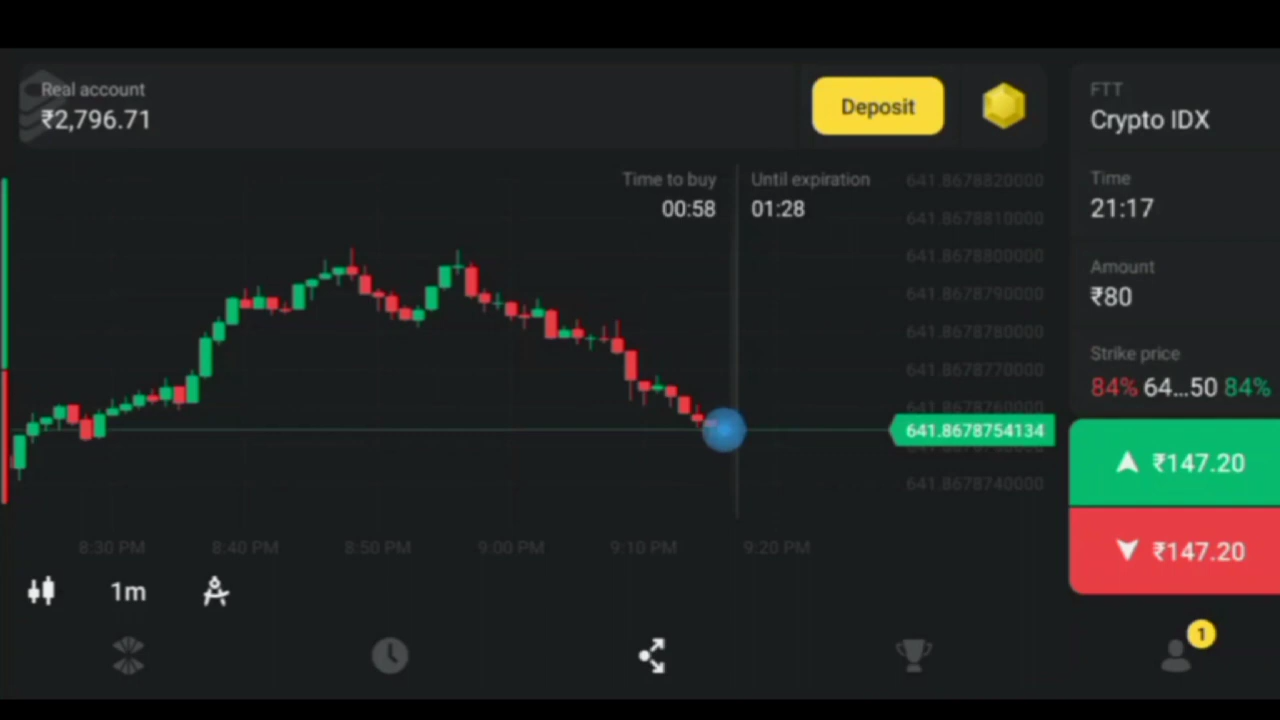 Real account
₹2,796.71
Deposit
FTT
Crypto IDX
Time to buy
00:58
Until expiration
01:28
Time
21:17
Amount
₹80
Strike price
84% 64...50 84%
641.8678820000
641.8678810000
641.8678800000
641.8678790000
641.8678780000
641.8678770000
641.8678760000
641.8678754134
641.8678740000
₹147.20
₹147.20
8:30 PM
8:40 PM
8:50 PM
9:00 PM
9:10 PM
9:20 PM
1m
1